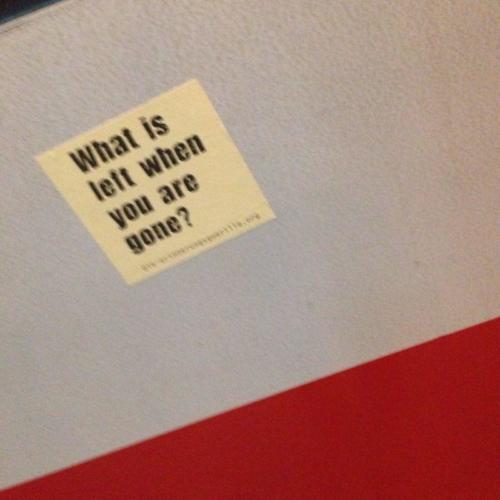 What is
left when
you are
gone?